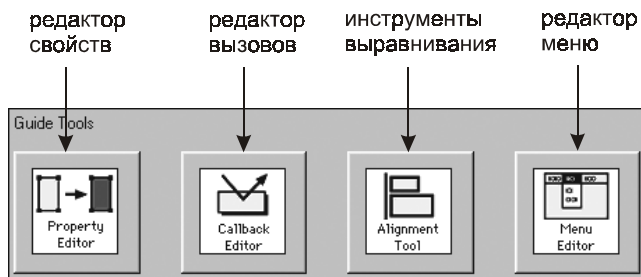 редактор свойств
редактор вызовов
инструменты выравнивания
редактор меню
Guide Tools
Property Editor
Callback Editor
Alignment Tool
Menu Editor